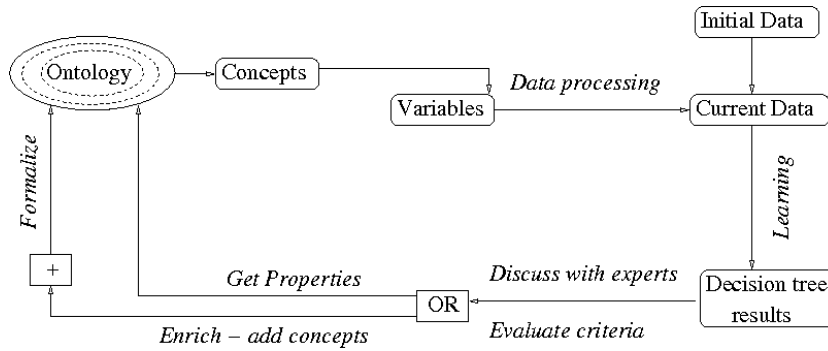 Initial Data
Ontology
Concepts
Data processing
Variables
Current Data
Formalize
Learning
+
Get Properties
Discuss with experts
Decision tree
results
OR
Enrich – add concepts
Evaluate criteria